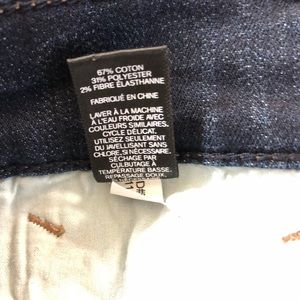 67% COTON
31% POLYESTER
2% FIBRE ÉLASTHANNE
FABRIQUÉ EN CHINE
LAVER À LA MACHINE
À L'EAU FROIDE AVEC
COULEURS SIMILAIRES.
CYCLE DÉLICAT.
UTILISEZ SEULEMENT
DU JAVELLISANT SANS
CHLORE, SI NÉCESSAIRE.
SÉCHAGE PAR
CULBUTAGE À
TEMPÉRATURE BASSE.
REPASSAGE DOUX,